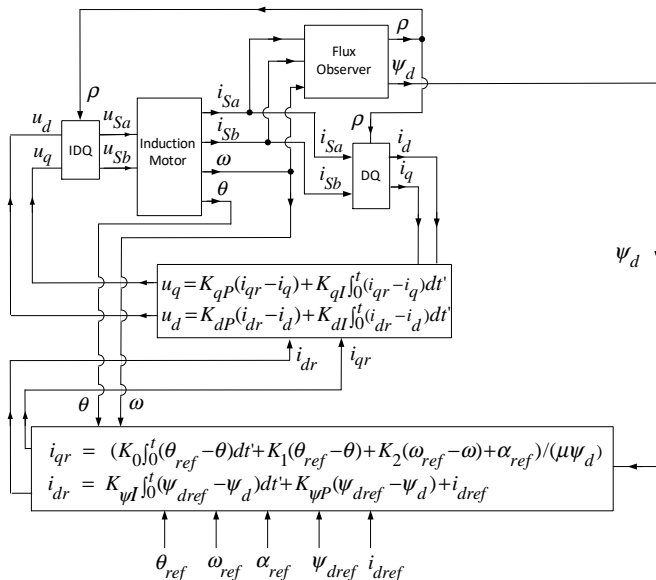 ρ
Flux
Observer
ψ_d
ρ
u_d
u_q
IDQ
u_Sa
u_Sb
Induction
Motor
i_Sa
i_Sb
ω
θ
ρ
i_Sa
i_Sb
DQ
i_d
i_q
ψ_d
u_q = K_qP(i_qr − i_q) + K_qI ∫_0^t (i_qr − i_q)dt'
u_d = K_dP(i_dr − i_d) + K_dI ∫_0^t (i_dr − i_d)dt'
i_dr
i_qr
θ
ω
i_qr = (K_0 ∫_0^t (θ_ref − θ)dt' + K_1(θ_ref − θ) + K_2(ω_ref − ω) + α_ref)/(μψ_d)
i_dr = K_ψI ∫_0^t (ψ_dref − ψ_d)dt' + K_ψP(ψ_dref − ψ_d) + i_dref
θ_ref
ω_ref
α_ref
ψ_dref
i_dref